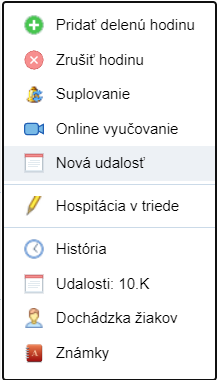 Pridať delenú hodinu
Zrušiť hodinu
Suplovanie
Online vyučovanie
Nová udalosť
Hospitácia v triede
História
Udalosti: 10.K
Dochádzka žiakov
Známky